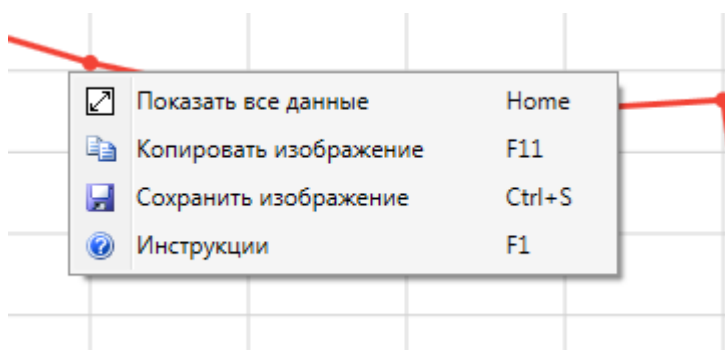 Показать все данные Home
Копировать изображение F11
Сохранить изображение Ctrl+S
Инструкции F1